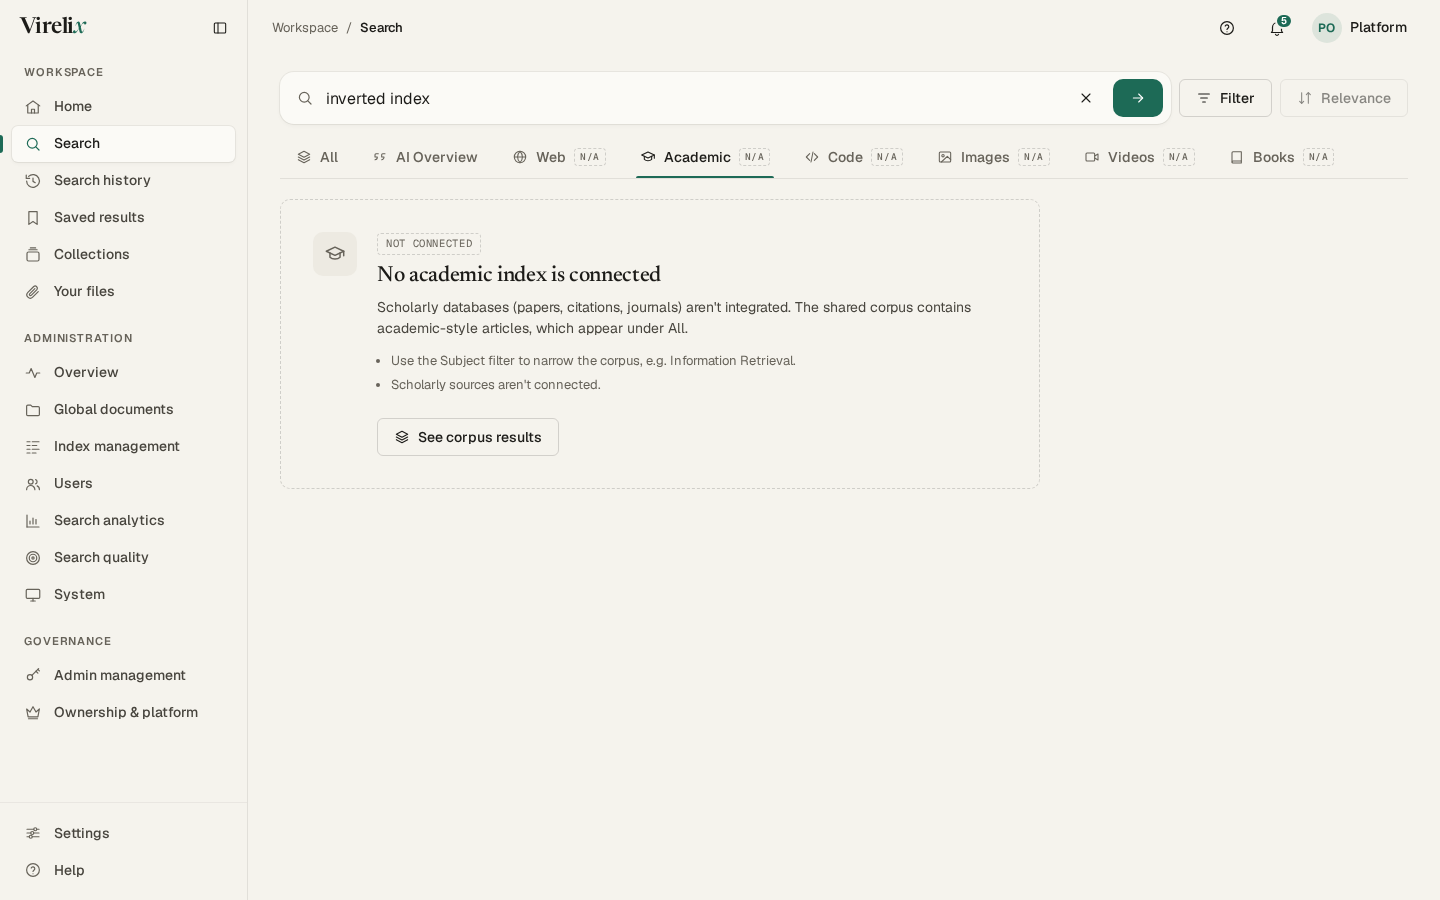 Virelix
Workspace / Search
5
PO Platform
WORKSPACE
Home
Search
Search history
Saved results
Collections
Your files
ADMINISTRATION
Overview
Global documents
Index management
Users
Search analytics
Search quality
System
GOVERNANCE
Admin management
Ownership & platform
Settings
Help
inverted index
Filter
Relevance
All
AI Overview
Web N/A
Academic N/A
Code N/A
Images N/A
Videos N/A
Books N/A
NOT CONNECTED
No academic index is connected
Scholarly databases (papers, citations, journals) aren't integrated. The shared corpus contains
academic-style articles, which appear under All.
• Use the Subject filter to narrow the corpus, e.g. Information Retrieval.
• Scholarly sources aren't connected.
See corpus results